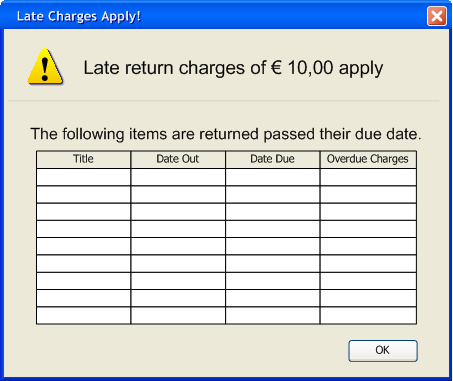 Late Charges Apply!
Late return charges of € 10,00 apply
The following items are returned passed their due date.
Title Date Out Date Due Overdue Charges
OK